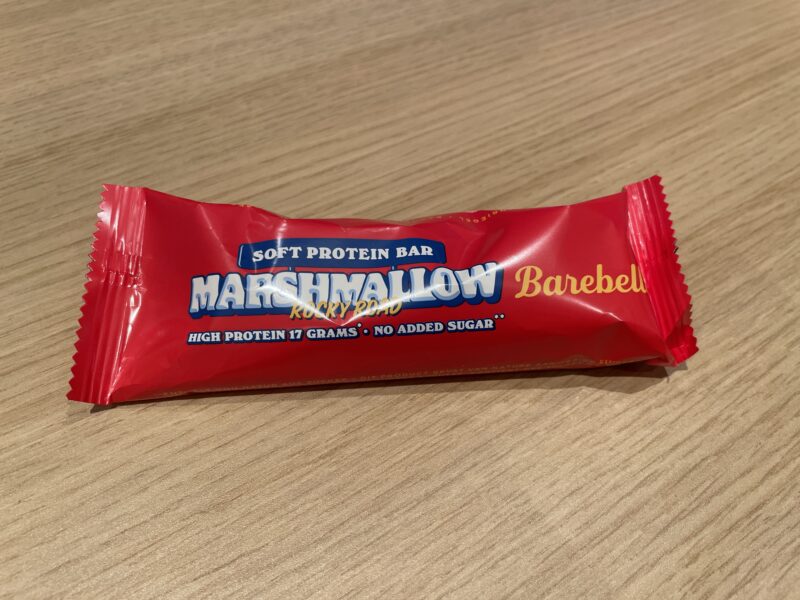 SOFT PROTEIN BAR
MARSHMALLOW
ROCKY ROAD
HIGH PROTEIN 17 GRAMS* • NO ADDED SUGAR**
Barebell